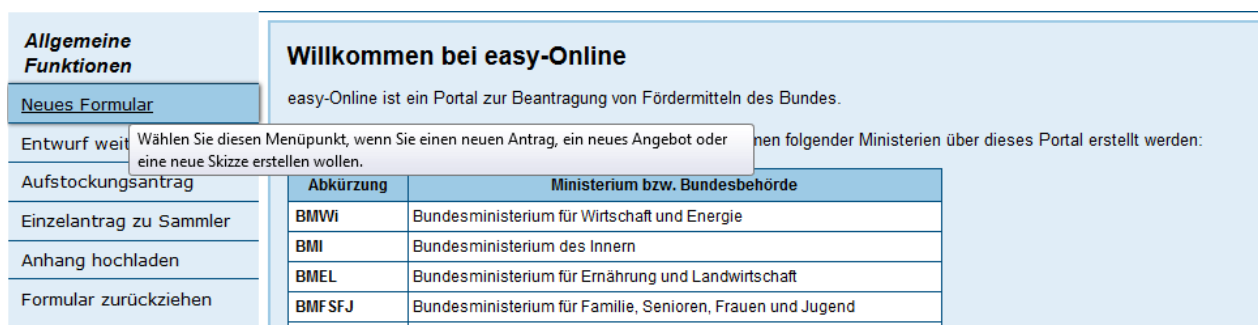 Allgemeine
Funktionen
Neues Formular
Entwurf weit
Aufstockungsantrag
Einzelantrag zu Sammler
Anhang hochladen
Formular zurückziehen
Wählen Sie diesen Menüpunkt, wenn Sie einen neuen Antrag, ein neues Angebot oder
eine neue Skizze erstellen wollen.
Willkommen bei easy-Online
easy-Online ist ein Portal zur Beantragung von Fördermitteln des Bundes.
men folgender Ministerien über dieses Portal erstellt werden:
Abkürzung Ministerium bzw. Bundesbehörde
BMWi Bundesministerium für Wirtschaft und Energie
BMI Bundesministerium des Innern
BMEL Bundesministerium für Ernährung und Landwirtschaft
BMFSFJ Bundesministerium für Familie, Senioren, Frauen und Jugend